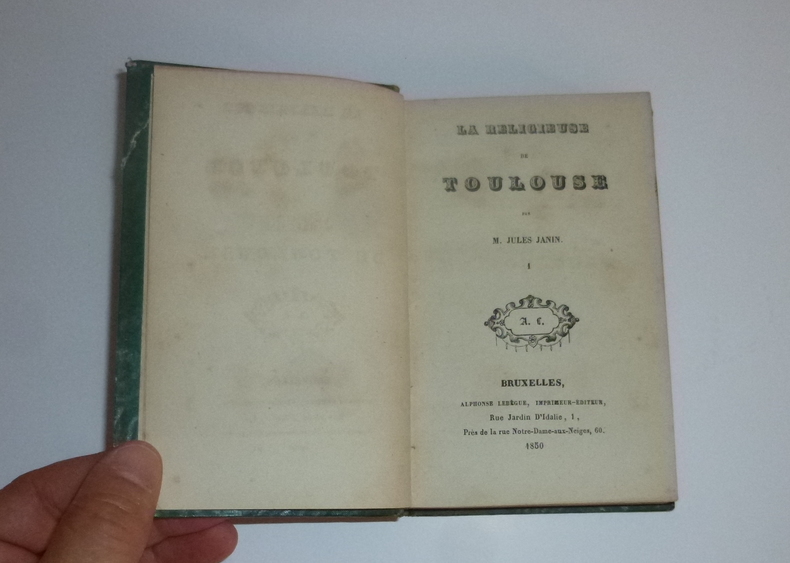 LA RELIGIEUSE
DE
TOULOUSE
PAR
M. JULES JANIN.
I
A. L.
BRUXELLES,
ALPHONSE LEBÈGUE, IMPRIMEUR-ÉDITEUR,
Rue Jardin D'Idalie, 1,
Près de la rue Notre-Dame-aux-Neiges, 60.
1850